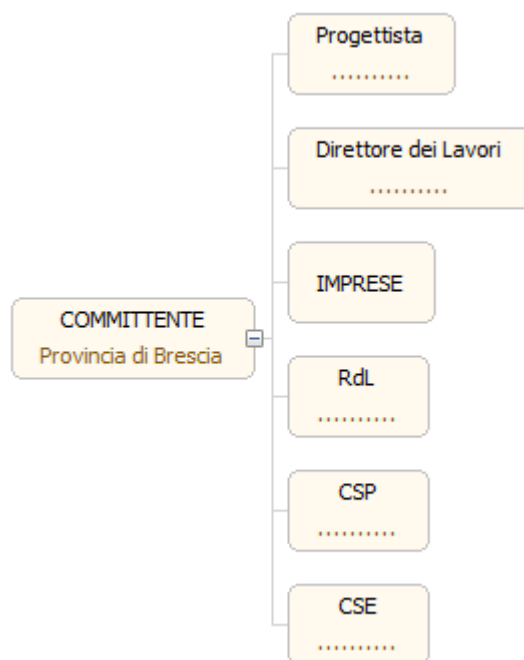 Progettista
..........
Direttore dei Lavori
..........
IMPRESE
COMMITTENTE
Provincia di Brescia
RdL
..........
CSP
..........
CSE
..........